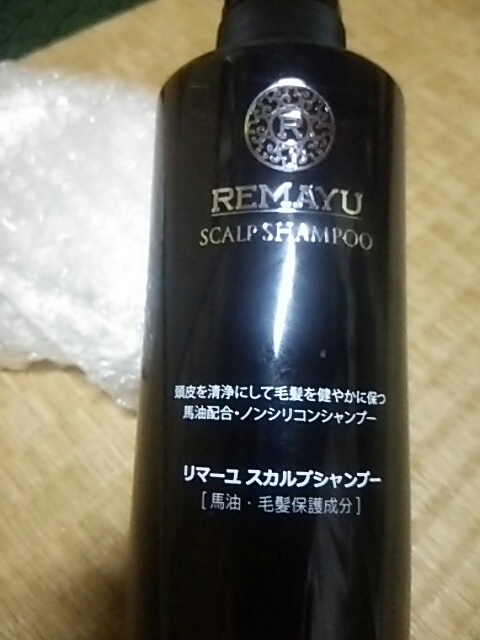 R
REMAYU
SCALP SHAMPOO
頭皮を清浄にして毛髪を健やかに保つ
馬油配合・ノンシリコンシャンプー
リマーユ スカルプシャンプー
[馬油・毛髪保護成分]